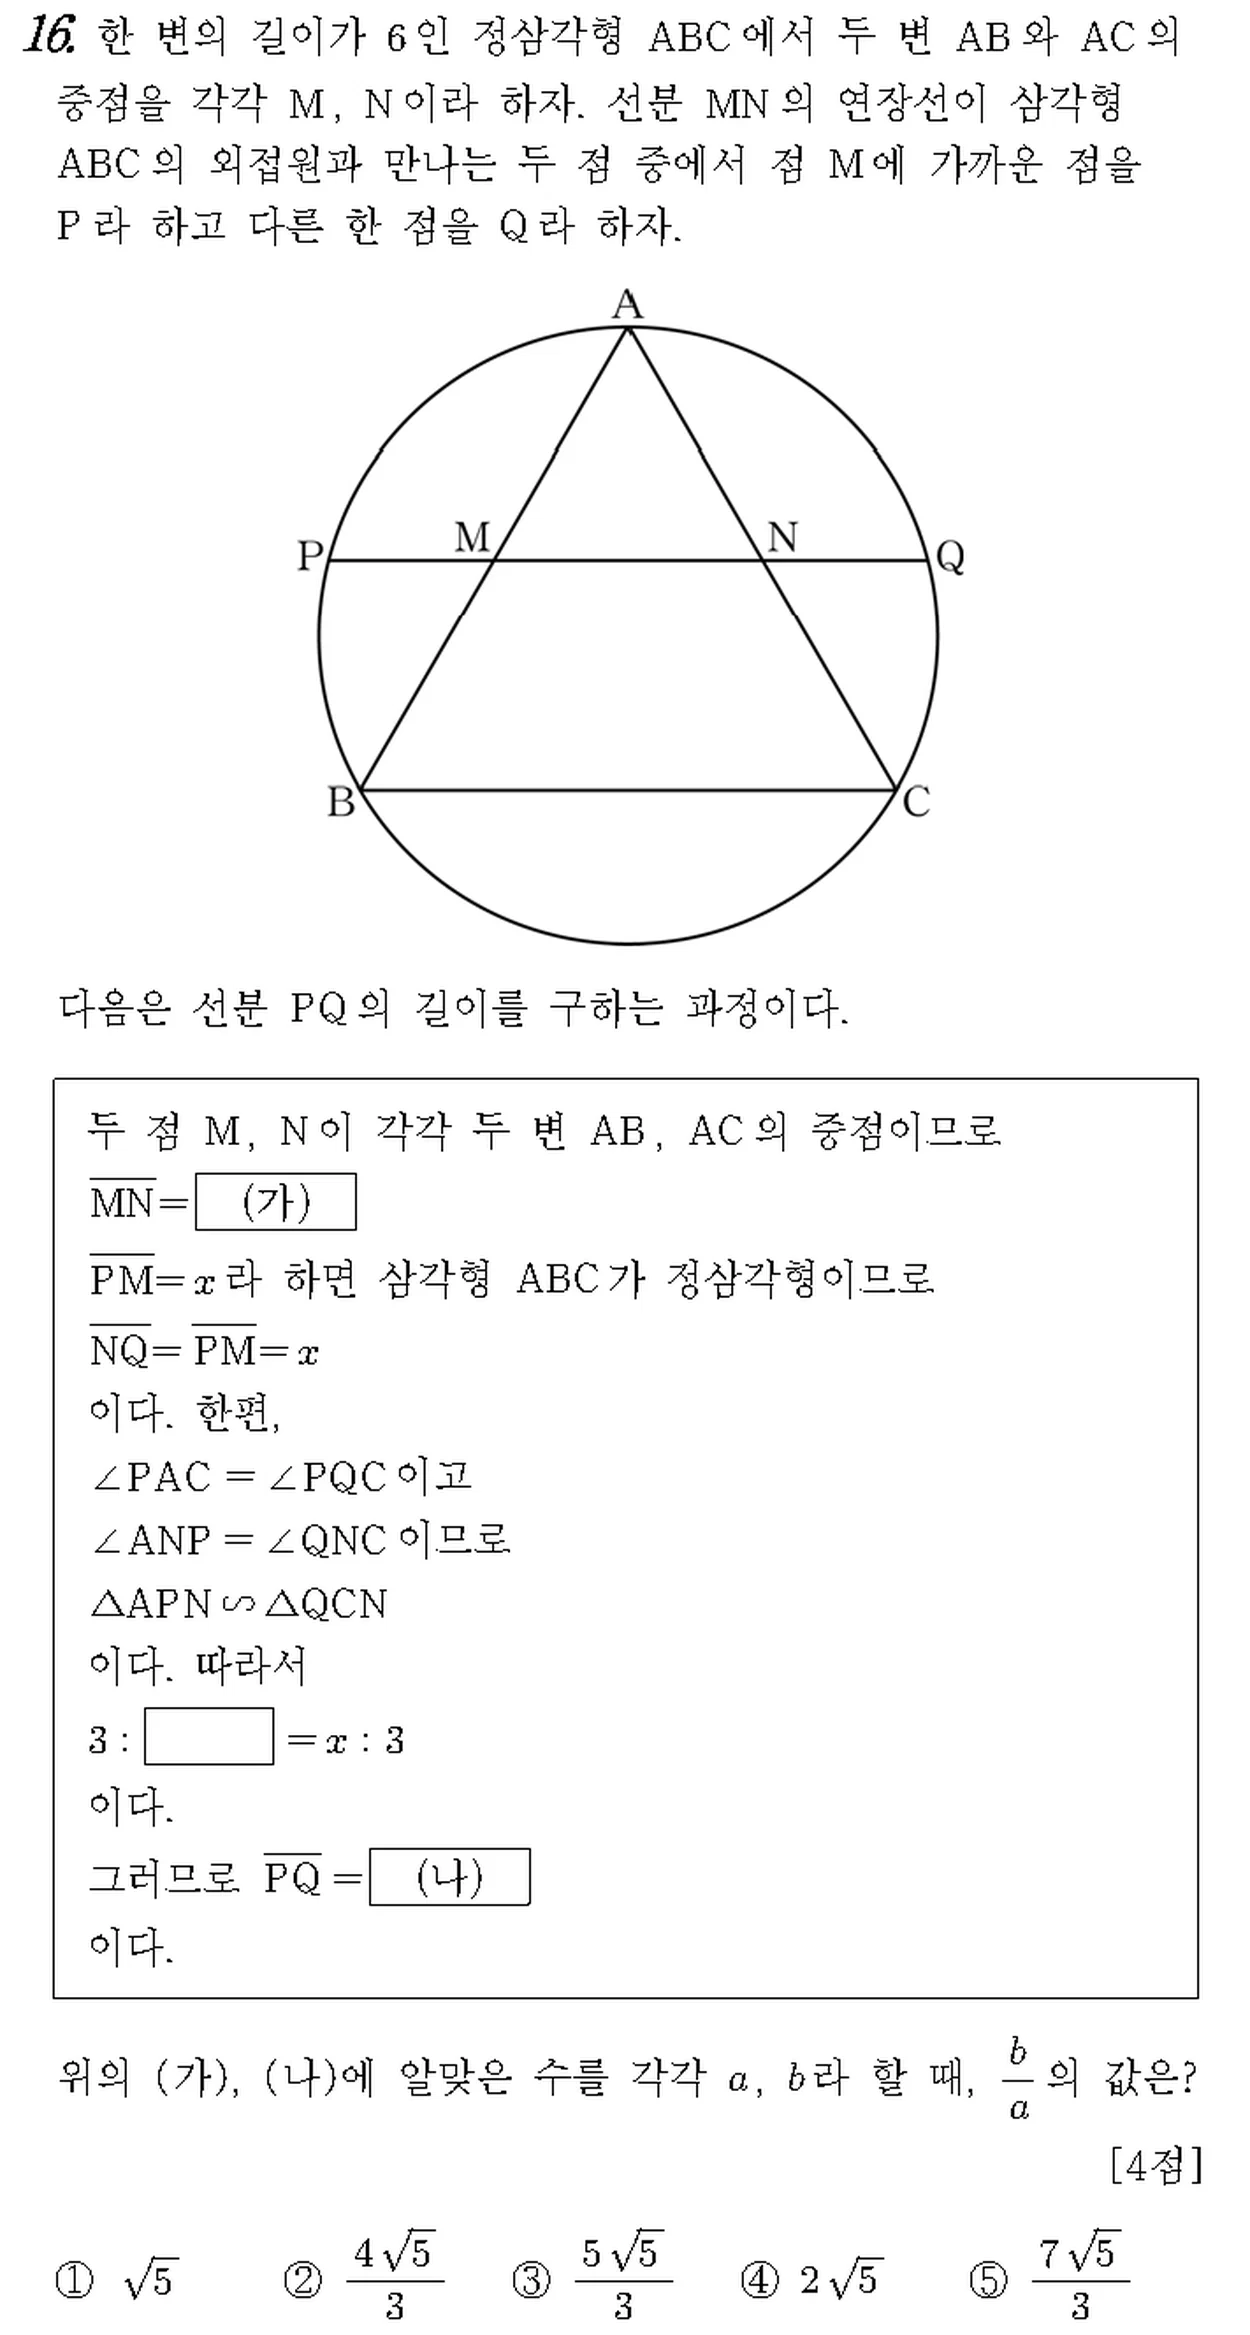 16. 한 변의 길이가 6인 정삼각형 ABC에서 두 변 AB와 AC의
중점을 각각 M, N이라 하자. 선분 MN의 연장선이 삼각형
ABC의 외접원과 만나는 두 점 중에서 점 M에 가까운 점을
P라 하고 다른 한 점을 Q라 하자.
A
P M N Q
B C
다음은 선분 PQ의 길이를 구하는 과정이다.
두 점 M, N이 각각 두 변 AB, AC의 중점이므로
M̅N̅= (가)
P̅M̅=x라 하면 삼각형 ABC가 정삼각형이므로
N̅Q̅=P̅M̅=x
이다. 한편,
∠PAC = ∠PQC이고
∠ANP = ∠QNC이므로
△APN∽△QCN
이다. 따라서
3 : □ = x : 3
이다.
그러므로 P̅Q̅ = (나)
이다.
위의 (가), (나)에 알맞은 수를 각각 a, b라 할 때, b/a의 값은?
[4점]
① √5 ② 4√5/3 ③ 5√5/3 ④ 2√5 ⑤ 7√5/3